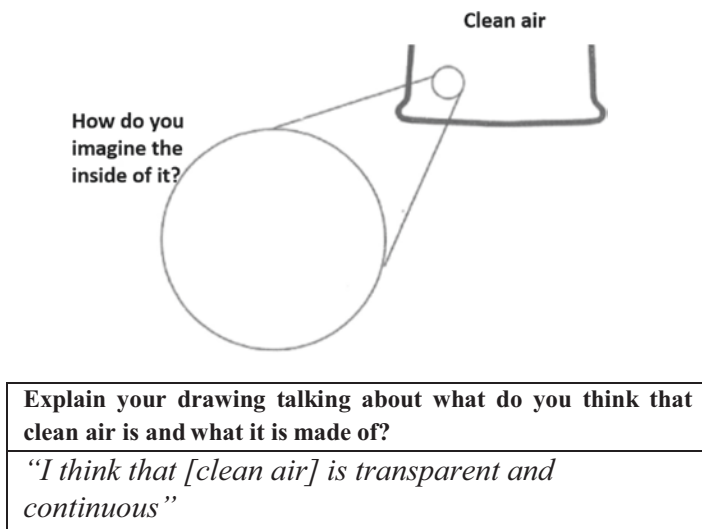 Clean air
How do you
imagine the
inside of it?
Explain your drawing talking about what do you think that
clean air is and what it is made of?
“I think that [clean air] is transparent and
continuous”